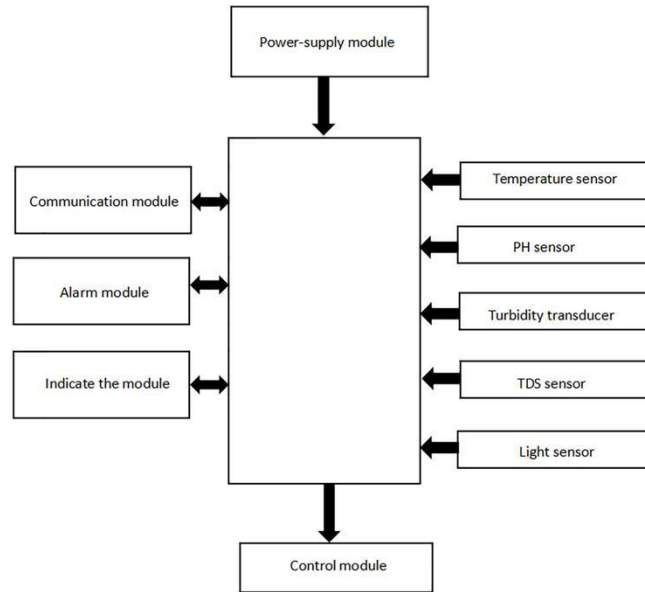 Power-supply module
Communication module
Alarm module
Indicate the module
Temperature sensor
PH sensor
Turbidity transducer
TDS sensor
Light sensor
Control module